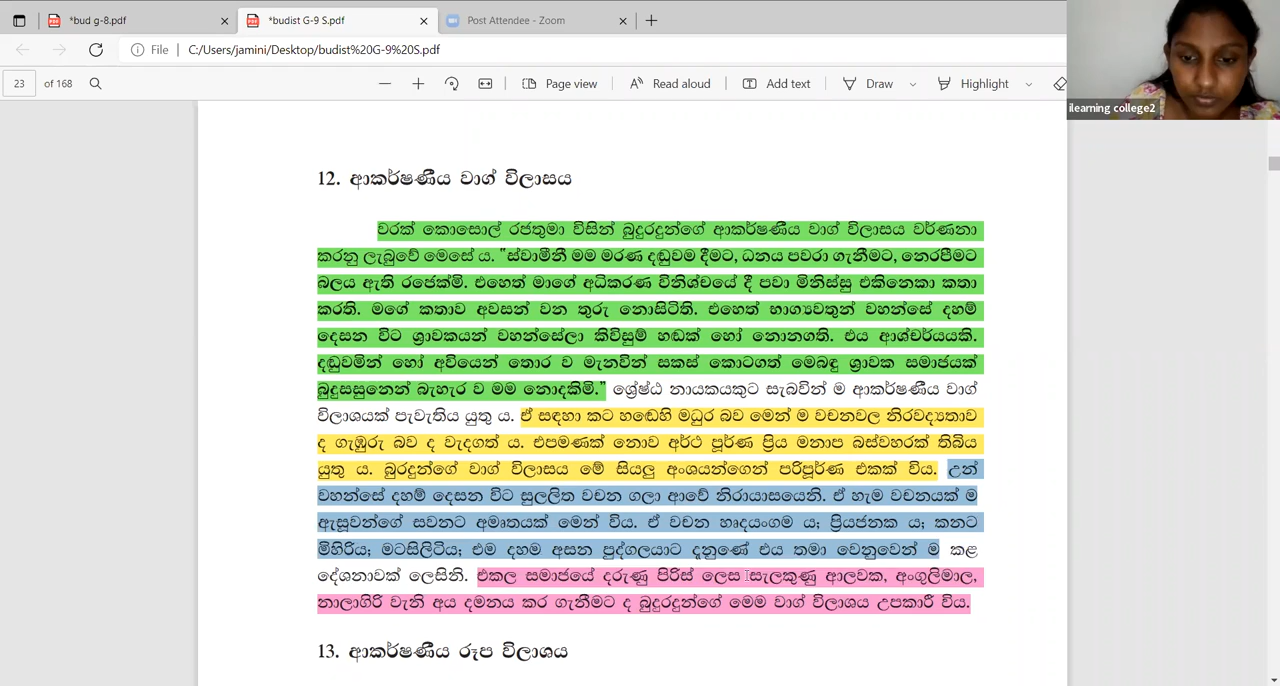 *bud g-8.pdf
*budist G-9 S.pdf
Post Attendee - Zoom
File
C:/Users/jamini/Desktop/budist%20G-9%20S.pdf
23 of 168
Page view
Read aloud
Add text
Draw
Highlight
ilearning college2
12. ආකර්ෂණීය වාග් විලාසය
වරක් කොසොල් රජතුමා විසින් බුදුරදුන්ගේ ආකර්ෂණීය වාග් විලාසය වර්ණනා
කරනු ලැබුවේ මෙසේ ය. "ස්වාමීනී මම මරණ දඬුවම දීමට, ධනය පවරා ගැනීමට, නෙරපීමට
බලය ඇති රජෙක්මි. එහෙත් මාගේ අධිකරණ විනිශ්චයේ දී පවා මිනිස්සු එකිනෙකා කතා
කරති. මගේ කතාව අවසන් වන තුරු නොසිටිති. එහෙත් භාග්‍යවතුන් වහන්සේ දහම්
දෙසන විට ශ්‍රාවකයන් වහන්සේලා කිවිසුම් හඬක් හෝ නොනගති. එය ආශ්චර්යයකි.
දඬුවමින් හෝ අවියෙන් තොර ව මැනවින් සකස් කොටගත් මෙබඳු ශ්‍රාවක සමාජයක්
බුදුසසුනෙන් බැහැර ව මම නොදකිමි." ශ්‍රේෂ්ඨ නායකයකුට සැබවින් ම ආකර්ෂණීය වාග්
විලාශයක් පැවැතිය යුතු ය. ඒ සඳහා කට හඬෙහි මධුර බව මෙන් ම වචනවල නිරවද්‍යතාව
ද ගැඹුරු බව ද වැදගත් ය. එපමණක් නොව අර්ථ පූර්ණ ප්‍රිය මනාප බස්වහරක් තිබිය
යුතු ය. බුරදුන්ගේ වාග් විලාසය මේ සියලු අංශයන්ගෙන් පරිපූර්ණ එකක් විය. උන්
වහන්සේ දහම් දෙසන විට සුලලිත වචන ගලා ආවේ නිරායාසයෙනි. ඒ හැම වචනයක් ම
ඇසූවන්ගේ සවනට අමෘතයක් මෙන් විය. ඒ වචන හෘදයංගම ය; ප්‍රියජනක ය; කනට
මිහිරිය; මටසිලිටිය; එම දහම අසන පුද්ගලයාට දැනුණේ එය තමා වෙනුවෙන් ම කළ
දේශනාවක් ලෙසිනි. එකල සමාජයේ දරුණු පිරිස් ලෙස සැලකුණු ආලවක, අංගුලිමාල,
නාලාගිරි වැනි අය දමනය කර ගැනීමට ද බුදුරදුන්ගේ මෙම වාග් විලාශය උපකාරී විය.
13. ආකර්ෂණීය රූප විලාශය